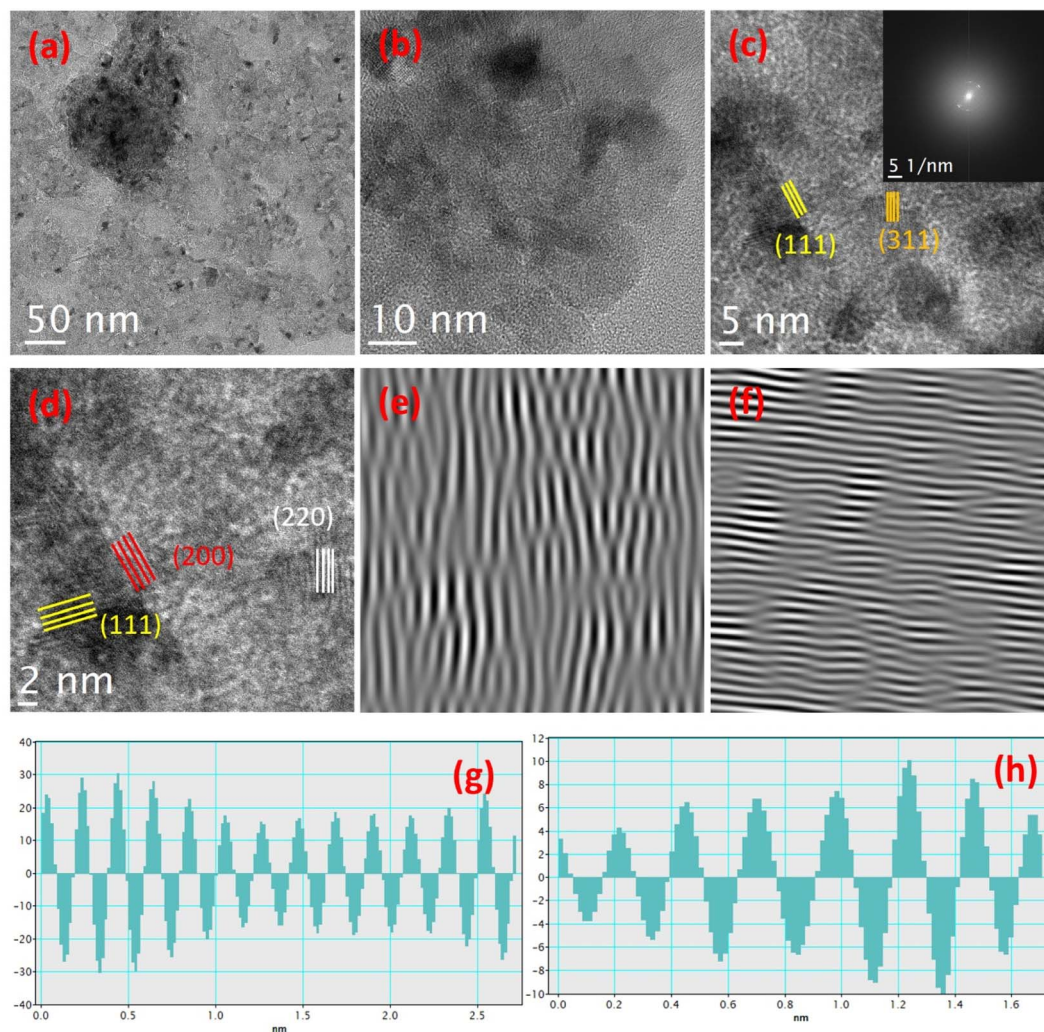 (a)
50 nm
(b)
10 nm
(c)
5 1/nm
(111)
(311)
5 nm
(d)
(220)
(200)
(111)
2 nm
(e)
(f)
(g)
40
30
20
10
0
-10
-20
-30
-40
0.0 0.5 1.0 1.5 2.0 2.5
nm
(h)
12
10
8
6
4
2
0
-2
-4
-6
-8
-10
0.0 0.2 0.4 0.6 0.8 1.0 1.2 1.4 1.6
nm